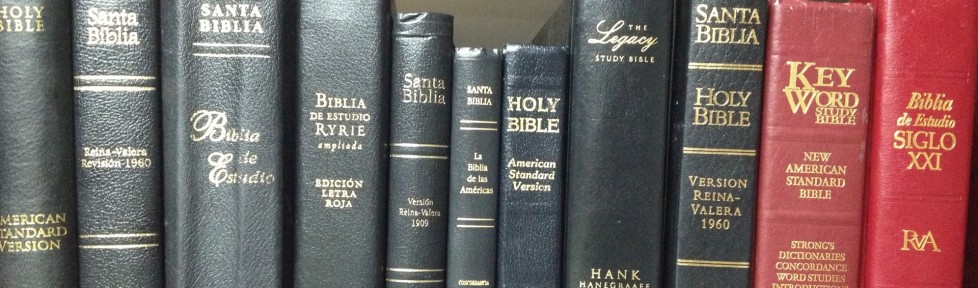 HOLY
BIBLE
AMERICAN
STANDARD
VERSION
Santa
Biblia
Reina-Valera
Revisión-1960
SANTA
BIBLIA
Biblia
de
Estudio
BIBLIA
DE ESTUDIO
RYRIE
ampliada
EDICIÓN
LETRA
ROJA
Santa
Biblia
Versión
Reina-Valera
1909
SANTA
BIBLIA
La
Biblia
de las
Américas
CONCORDANCIA
HOLY
BIBLE
American
Standard
Version
THE
Legacy
STUDY BIBLE
HANK
HANEGRAAFF
SANTA
BIBLIA
HOLY
BIBLE
VERSION
REINA-
VALERA
1960
SANTA
KEY
WORD
STUDY
BIBLE
NEW
AMERICAN
STANDARD
BIBLE
STRONG'S
DICTIONARIES
CONCORDANCE
WORD STUDIES
INTRODUCTIONS
Biblia
de Estudio
SIGLO
XXI
RVA